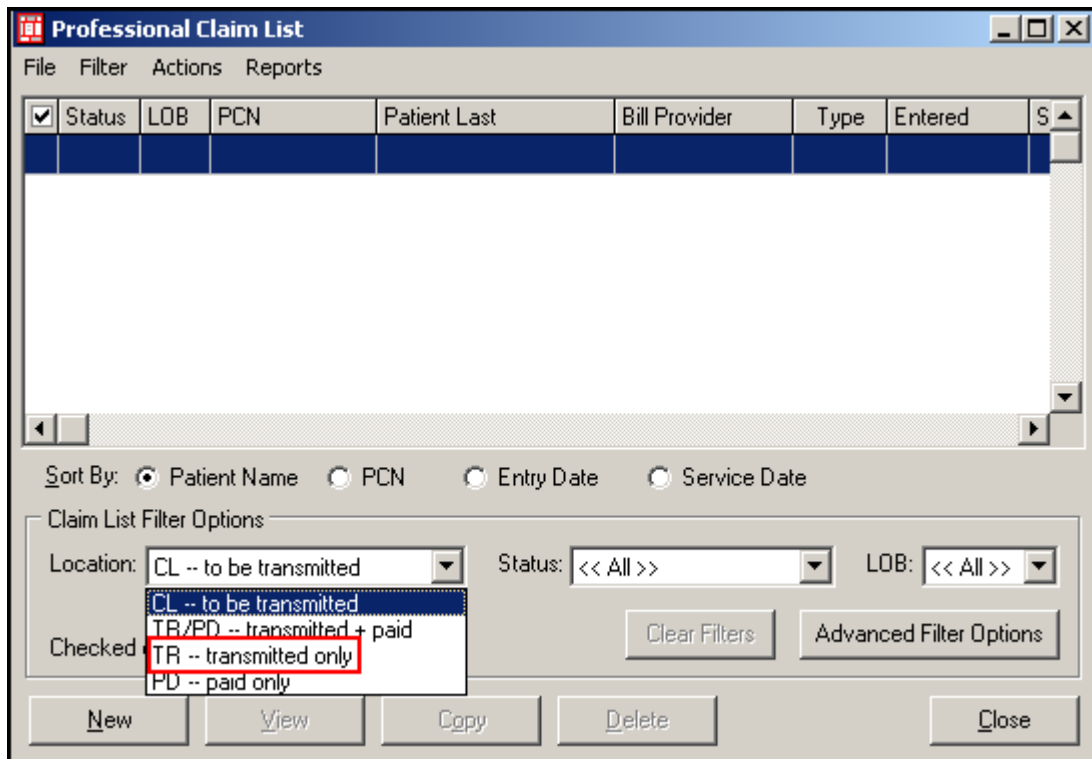 Professional Claim List
File Filter Actions Reports
Status LOB PCN Patient Last Bill Provider Type Entered S
Sort By: Patient Name PCN Entry Date Service Date
Claim List Filter Options
Location: CL -- to be transmitted Status: << All >> LOB: << All >>
CL -- to be transmitted
TR/PD -- transmitted + paid
Checked
TR -- transmitted only
PD -- paid only
Clear Filters Advanced Filter Options
New View Copy Delete Close